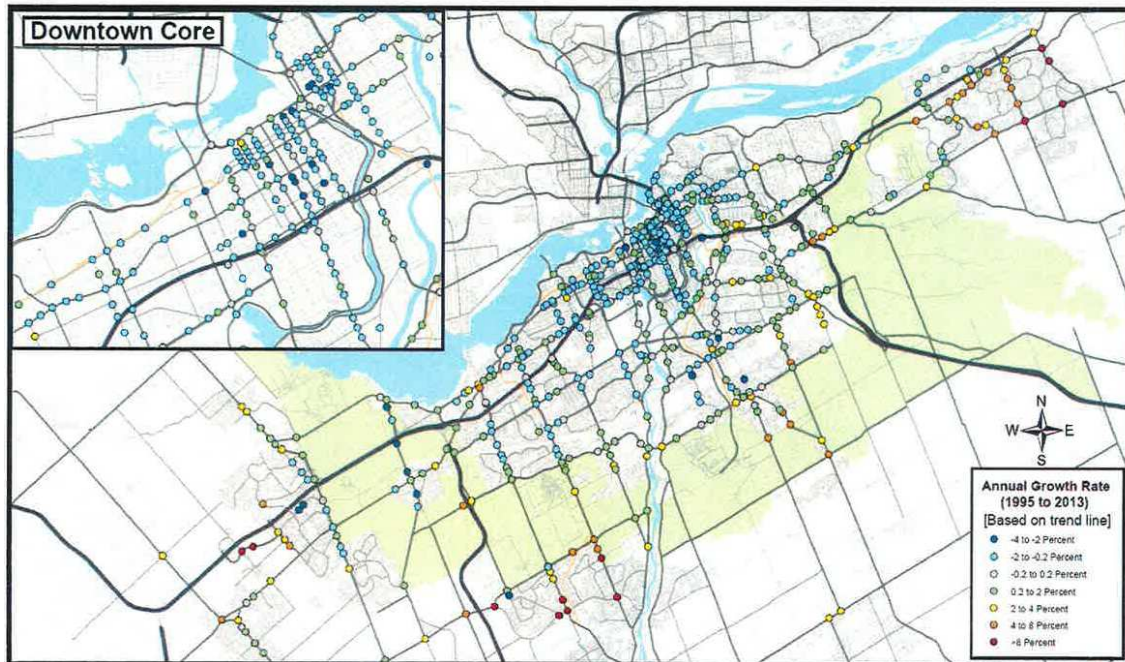 Downtown Core
N
W
E
S
Annual Growth Rate
(1995 to 2013)
[Based on trend line]
-4 to -2 Percent
-2 to -0.2 Percent
-0.2 to 0.2 Percent
0.2 to 2 Percent
2 to 4 Percent
4 to 8 Percent
>8 Percent